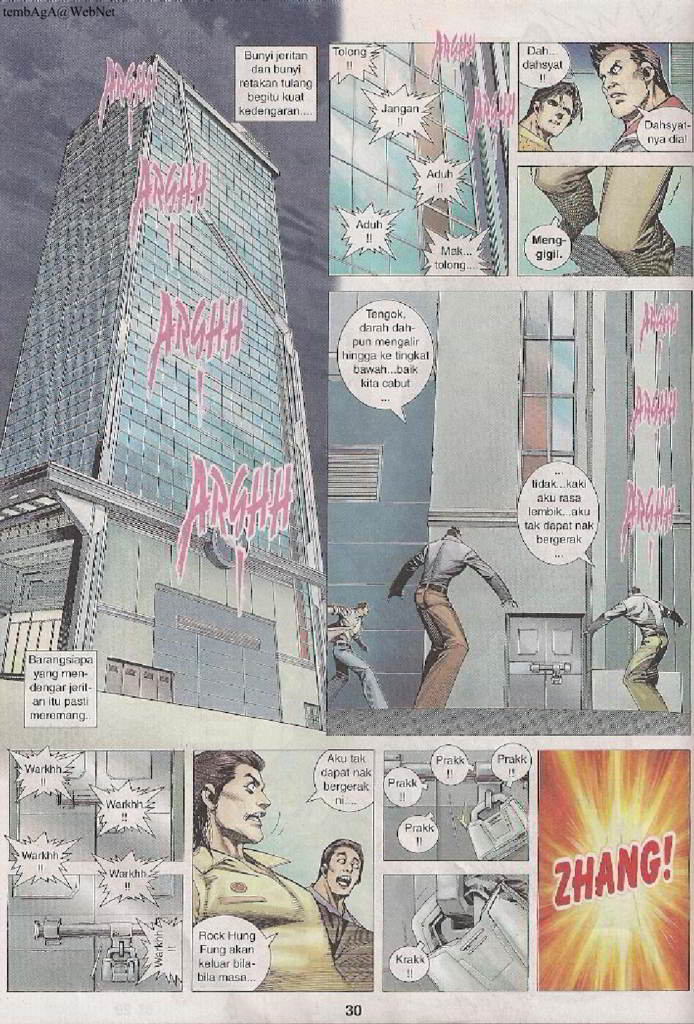 tembAgA@WebNet
Bunyi jeritan
dan bunyi
retakan tulang
begitu kuat
kedengaran....
ARGHH
ARGHH
!
ARGHH
!
ARGHH
!
Barangsiapa
yang men-
dengar jerit-
an itu pasti
meremang..
Tolong
!!
Jangan
!!
Aduh
!!
Aduh
!!
Mak...
tolong....
ARGHH
ARGHH
Dah..
dahsyat
!!
Dahsyat-
nya dia!
Meng-
gigil.
Tengok,
darah dah-
pun mengalir
hingga ke tingkat
bawah...baik
kita cabut
...
...
tidak...kaki
aku rasa
lembik...aku
tak dapat nak
bergerak
...
ARGHH
!
ARGHH
!
ARGHH
!
Warkhh
!!
Warkhh
!!
Warkhh
!!
Warkhh
!!
Warkhh
!!
Aku tak
dapat nak
bergerak
ni....
Rock Hung
Fung akan
keluar bila-
bila masa...
Prakk
!!
Prakk
!!
Prakk
!!
Prakk
!!
Krakk
!!
ZHANG!
30